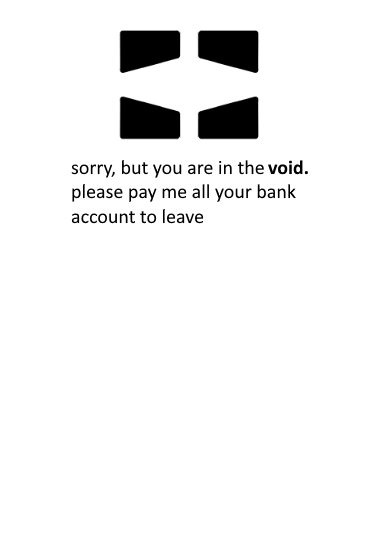 sorry, but you are in the void.
please pay me all your bank
account to leave